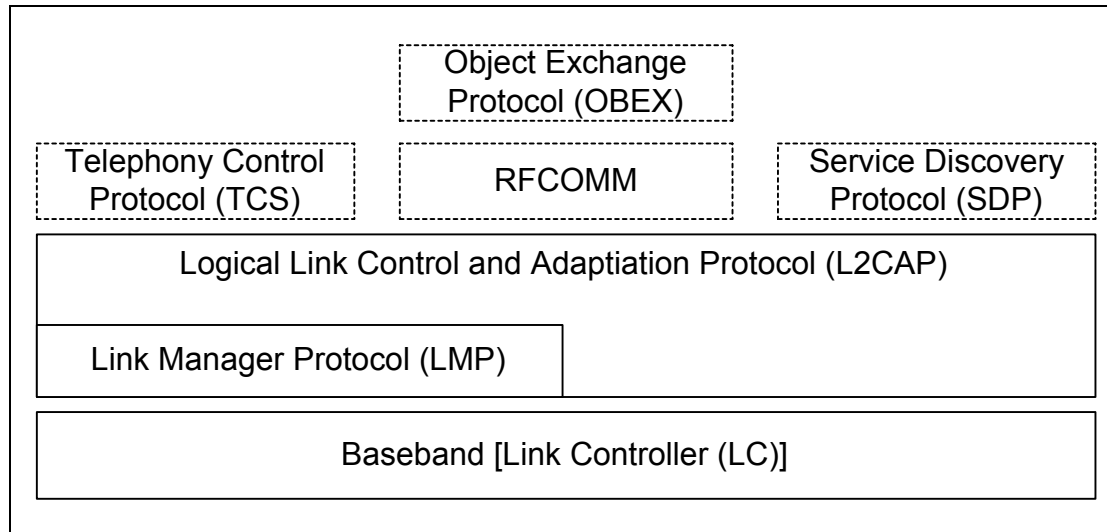 Object Exchange
Protocol (OBEX)
Telephony Control
Protocol (TCS)
RFCOMM
Service Discovery
Protocol (SDP)
Logical Link Control and Adaptiation Protocol (L2CAP)
Link Manager Protocol (LMP)
Baseband [Link Controller (LC)]